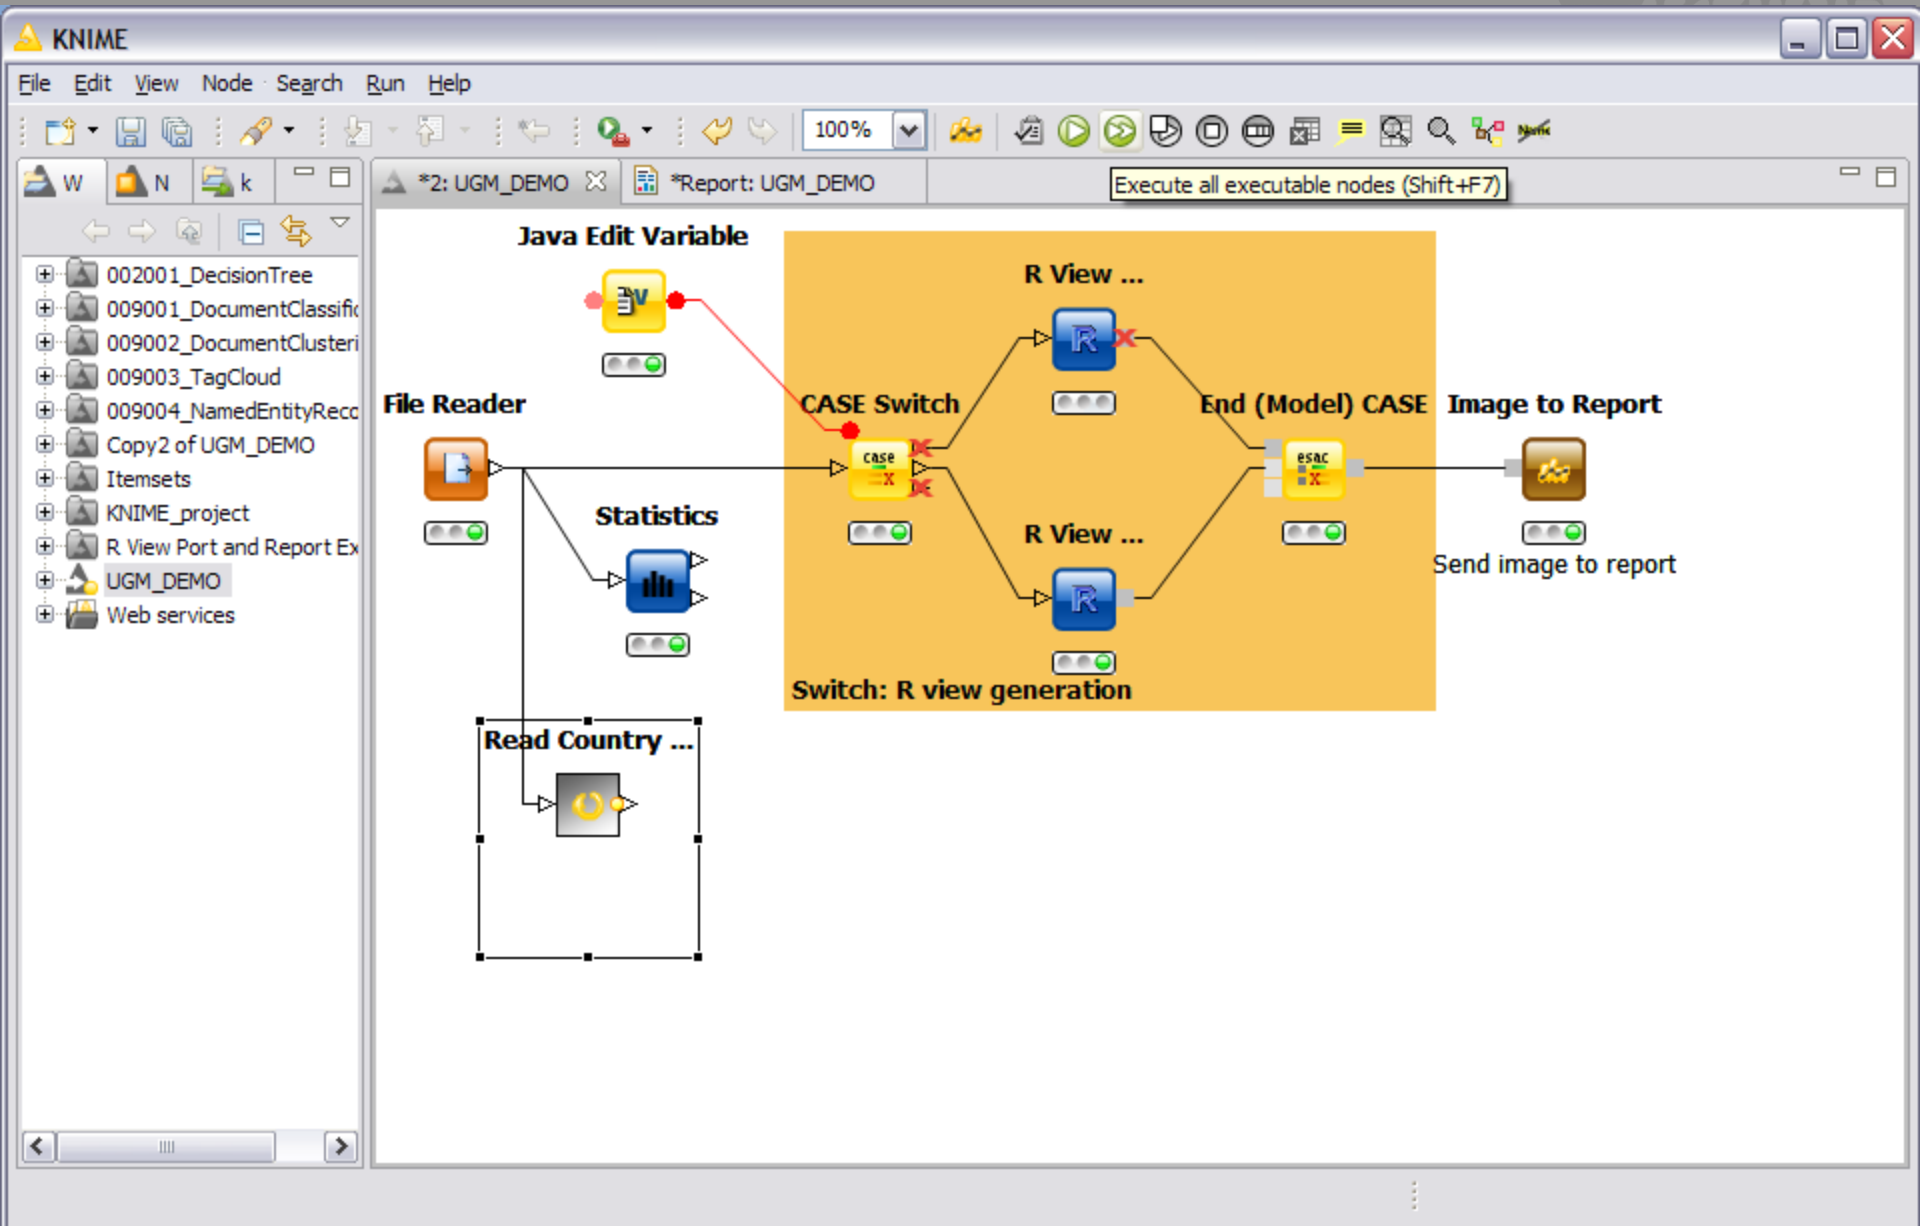 KNIME
File Edit View Node Search Run Help
100%
W N k
*2: UGM_DEMO *Report: UGM_DEMO
Execute all executable nodes (Shift+F7)
002001_DecisionTree
009001_DocumentClassific
009002_DocumentClusteri
009003_TagCloud
009004_NamedEntityReco
Copy2 of UGM_DEMO
Itemsets
KNIME_project
R View Port and Report Ex
UGM_DEMO
Web services
Java Edit Variable
V
R View ...
R
File Reader
CASE Switch
case
x
End (Model) CASE
esac
x
Image to Report
Send image to report
Statistics
R View ...
R
Switch: R view generation
Read Country ...